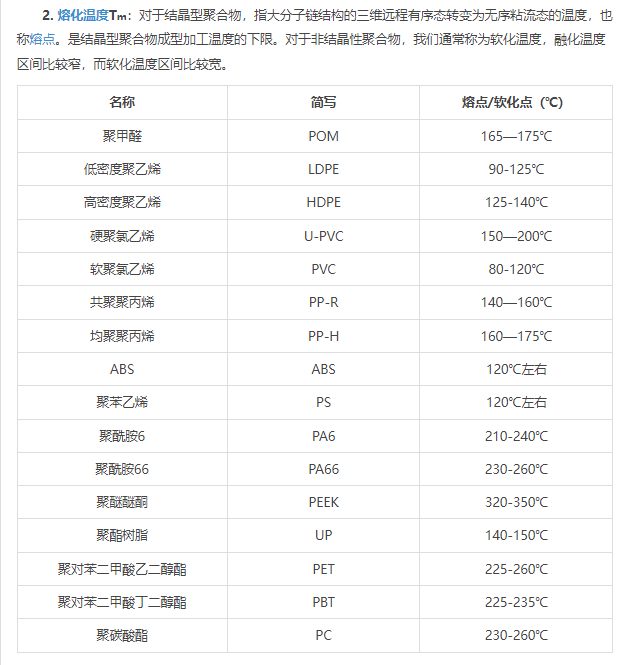 2. 熔化温度Tₘ：对于结晶型聚合物，指大分子链结构的三维远程有序态转变为无序粘流态的温度，也
称熔点。是结晶型聚合物成型加工温度的下限。对于非结晶性聚合物，我们通常称为软化温度，融化温度
区间比较窄，而软化温度区间比较宽。
名称 简写 熔点/软化点（℃）
聚甲醛 POM 165—175℃
低密度聚乙烯 LDPE 90-125℃
高密度聚乙烯 HDPE 125-140℃
硬聚氯乙烯 U-PVC 150—200℃
软聚氯乙烯 PVC 80-120℃
共聚聚丙烯 PP-R 140—160℃
均聚聚丙烯 PP-H 160—175℃
ABS ABS 120℃左右
聚苯乙烯 PS 120℃左右
聚酰胺6 PA6 210-240℃
聚酰胺66 PA66 230-260℃
聚醚醚酮 PEEK 320-350℃
聚酯树脂 UP 140-150℃
聚对苯二甲酸乙二醇酯 PET 225-260℃
聚对苯二甲酸丁二醇酯 PBT 225-235℃
聚碳酸酯 PC 230-260℃